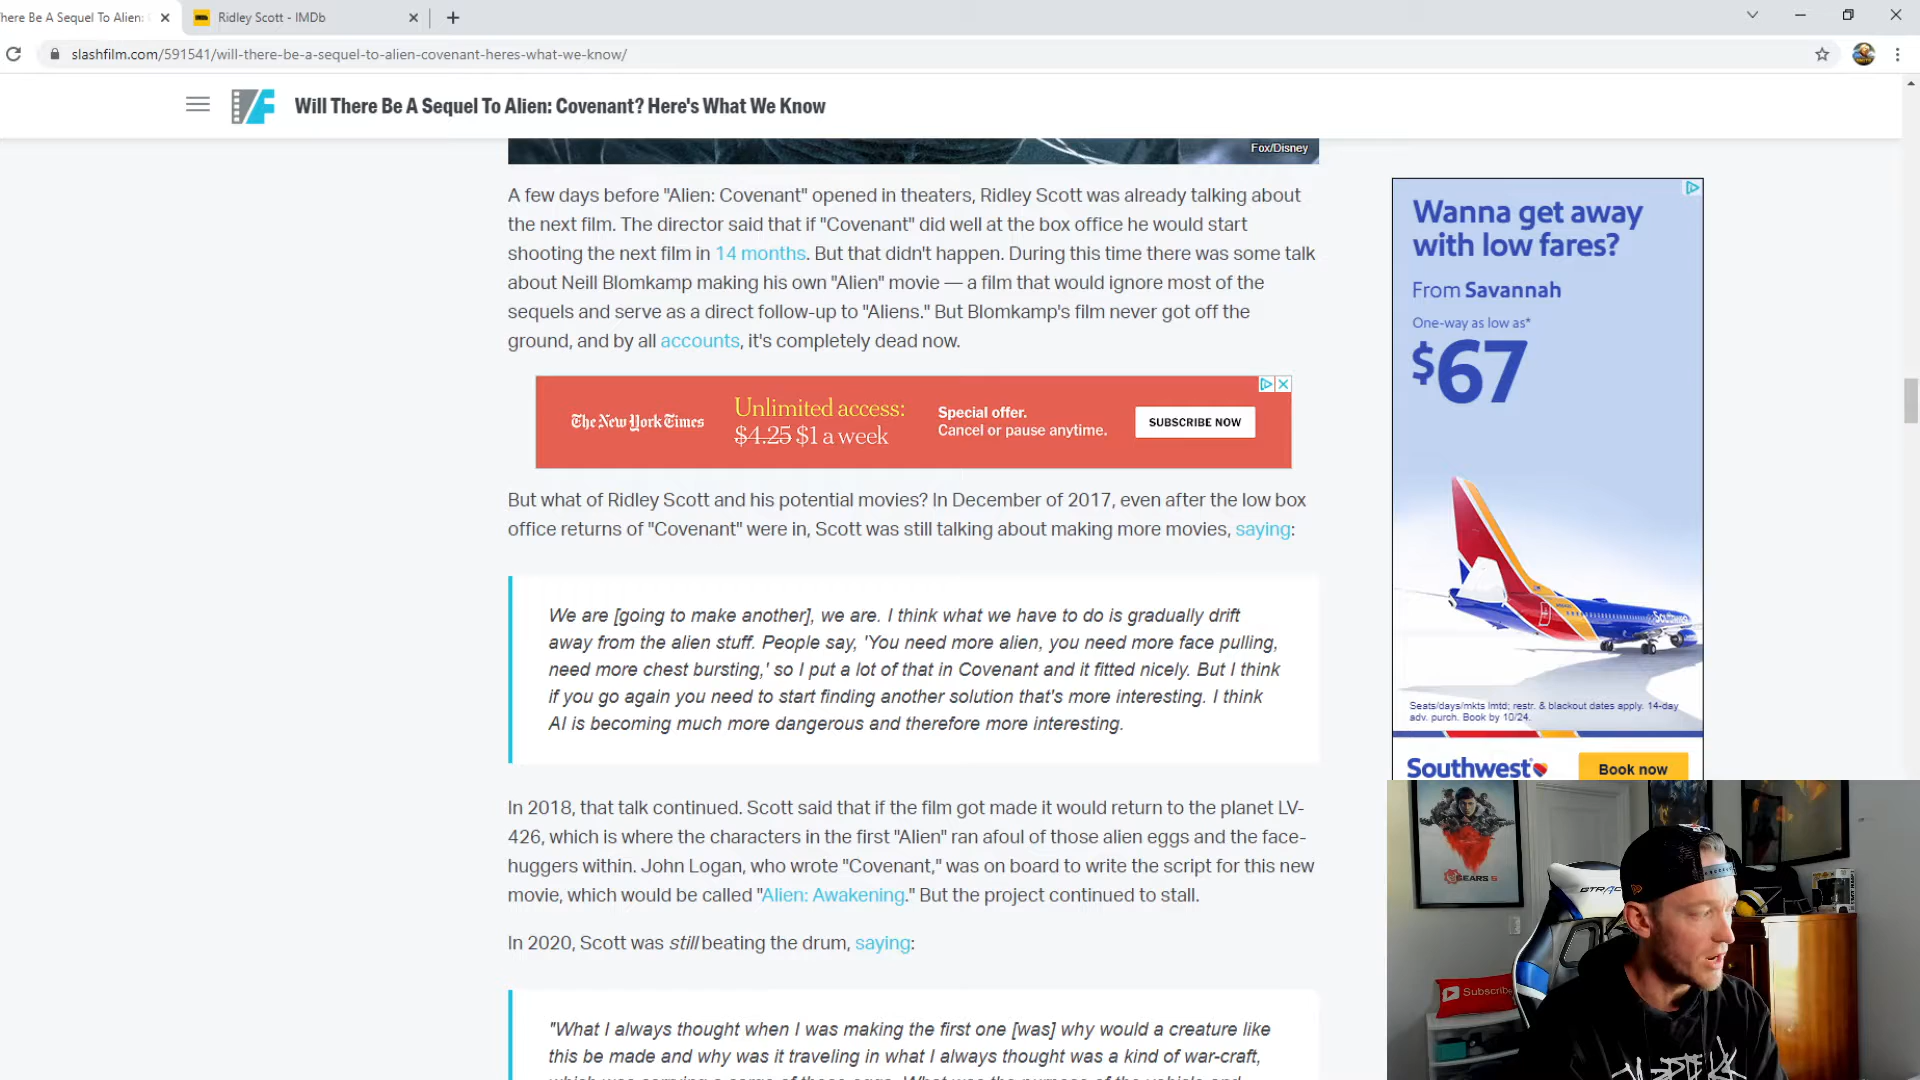 here Be A Sequel To Alien: C
Ridley Scott - IMDb
slashfilm.com/591541/will-there-be-a-sequel-to-alien-covenant-heres-what-we-know/
/F
Will There Be A Sequel To Alien: Covenant? Here's What We Know
Fox/Disney
A few days before "Alien: Covenant" opened in theaters, Ridley Scott was already talking about
the next film. The director said that if "Covenant" did well at the box office he would start
shooting the next film in 14 months. But that didn't happen. During this time there was some talk
about Neill Blomkamp making his own "Alien" movie — a film that would ignore most of the
sequels and serve as a direct follow-up to "Aliens." But Blomkamp's film never got off the
ground, and by all accounts, it's completely dead now.
The New York Times
Unlimited access:
$4.25 $1 a week
Special offer.
Cancel or pause anytime.
SUBSCRIBE NOW
But what of Ridley Scott and his potential movies? In December of 2017, even after the low box
office returns of "Covenant" were in, Scott was still talking about making more movies, saying:
We are [going to make another], we are. I think what we have to do is gradually drift
away from the alien stuff. People say, 'You need more alien, you need more face pulling,
need more chest bursting,' so I put a lot of that in Covenant and it fitted nicely. But I think
if you go again you need to start finding another solution that's more interesting. I think
AI is becoming much more dangerous and therefore more interesting.
In 2018, that talk continued. Scott said that if the film got made it would return to the planet LV-
426, which is where the characters in the first "Alien" ran afoul of those alien eggs and the face-
huggers within. John Logan, who wrote "Covenant," was on board to write the script for this new
movie, which would be called "Alien: Awakening." But the project continued to stall.
In 2020, Scott was still beating the drum, saying:
"What I always thought when I was making the first one [was] why would a creature like
this be made and why was it traveling in what I always thought was a kind of war-craft,
Wanna get away
with low fares?
From Savannah
One-way as low as*
$67
Seats/days/mkts lmtd; restr. & blackout dates apply. 14-day
adv. purch. Book by 10/24.
Southwest
Book now
GEARS 5
GTRAC
Subscribe